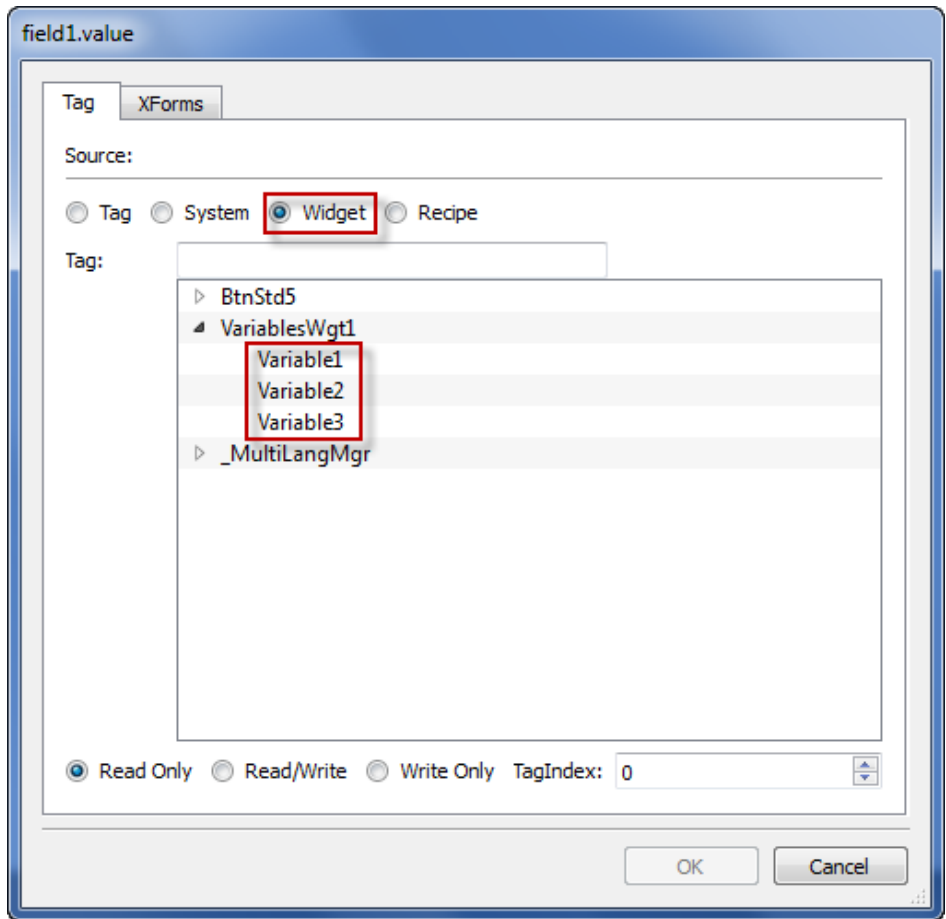 field1.value
Tag XForms
Source:
Tag System Widget Recipe
Tag:
BtnStd5
VariablesWgt1
Variable1
Variable2
Variable3
_MultiLangMgr
Read Only Read/Write Write Only TagIndex: 0
OK Cancel